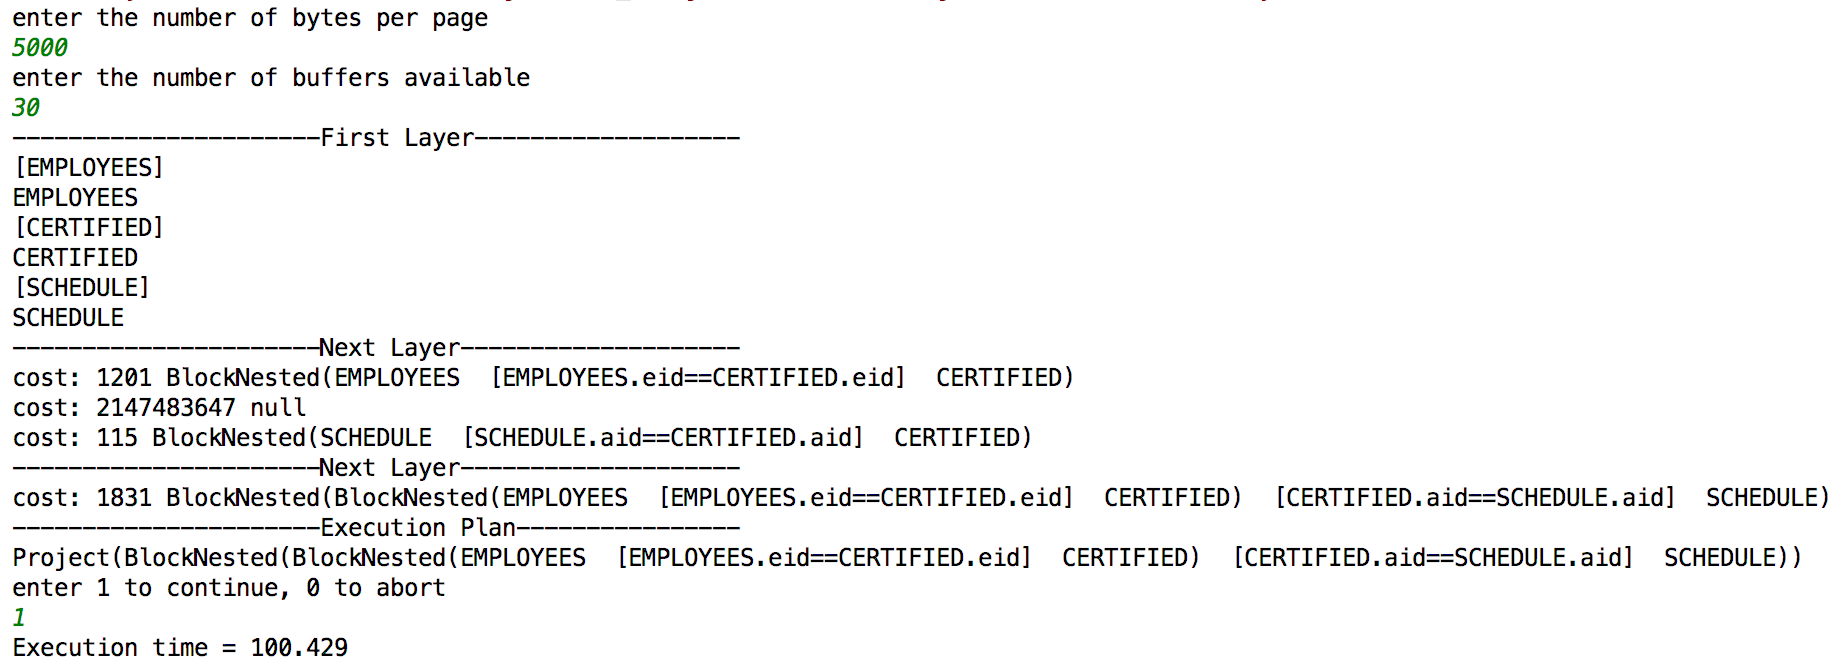 enter the number of bytes per page
5000
enter the number of buffers available
30
----------------------First Layer-------------------
[EMPLOYEES]
EMPLOYEES
[CERTIFIED]
CERTIFIED
[SCHEDULE]
SCHEDULE
----------------------Next Layer--------------------
cost: 1201 BlockNested(EMPLOYEES  [EMPLOYEES.eid==CERTIFIED.eid]  CERTIFIED)
cost: 2147483647 null
cost: 115 BlockNested(SCHEDULE  [SCHEDULE.aid==CERTIFIED.aid]  CERTIFIED)
----------------------Next Layer--------------------
cost: 1831 BlockNested(BlockNested(EMPLOYEES  [EMPLOYEES.eid==CERTIFIED.eid]  CERTIFIED)  [CERTIFIED.aid==SCHEDULE.aid]  SCHEDULE)
----------------------Execution Plan----------------
Project(BlockNested(BlockNested(EMPLOYEES  [EMPLOYEES.eid==CERTIFIED.eid]  CERTIFIED)  [CERTIFIED.aid==SCHEDULE.aid]  SCHEDULE))
enter 1 to continue, 0 to abort
1
Execution time = 100.429